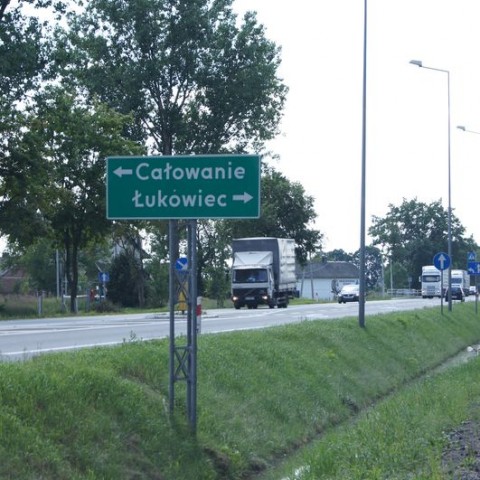 ← Całowanie
Łukówiec →